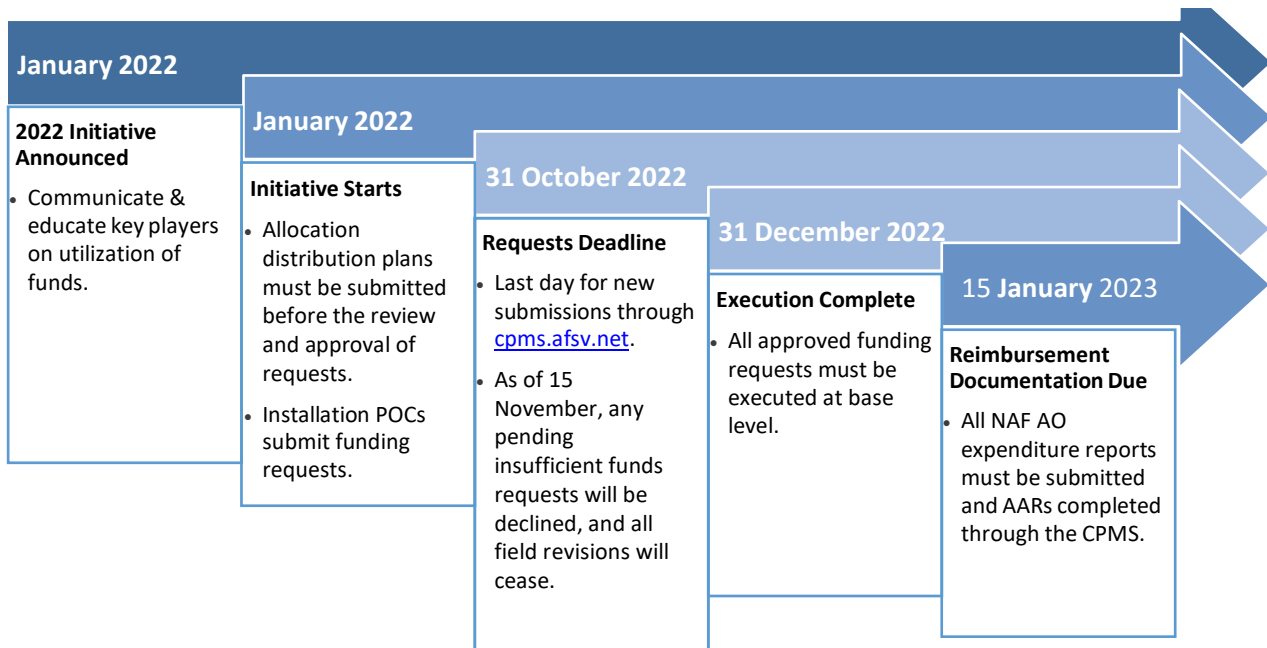 January 2022
2022 Initiative
Announced
• Communicate &
educate key players
on utilization of
funds.
January 2022
Initiative Starts
• Allocation
distribution plans
must be submitted
before the review
and approval of
requests.
• Installation POCs
submit funding
requests.
31 October 2022
Requests Deadline
• Last day for new
submissions through
cpms.afsv.net.
• As of 15
November, any
pending
insufficient funds
requests will be
declined, and all
field revisions will
cease.
31 December 2022
Execution Complete
• All approved funding
requests must be
executed at base
level.
15 January 2023
Reimbursement
Documentation Due
• All NAF AO
expenditure reports
must be submitted
and AARs completed
through the CPMS.